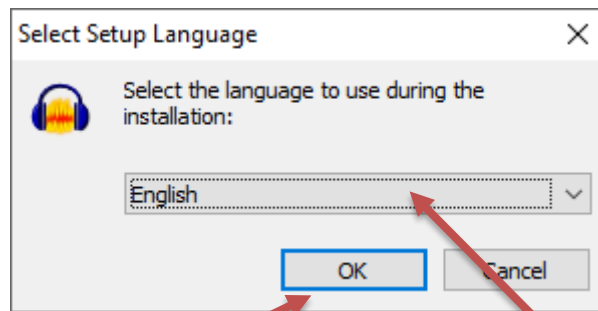 Select Setup Language
Select the language to use during the
installation:
English
OK
Cancel